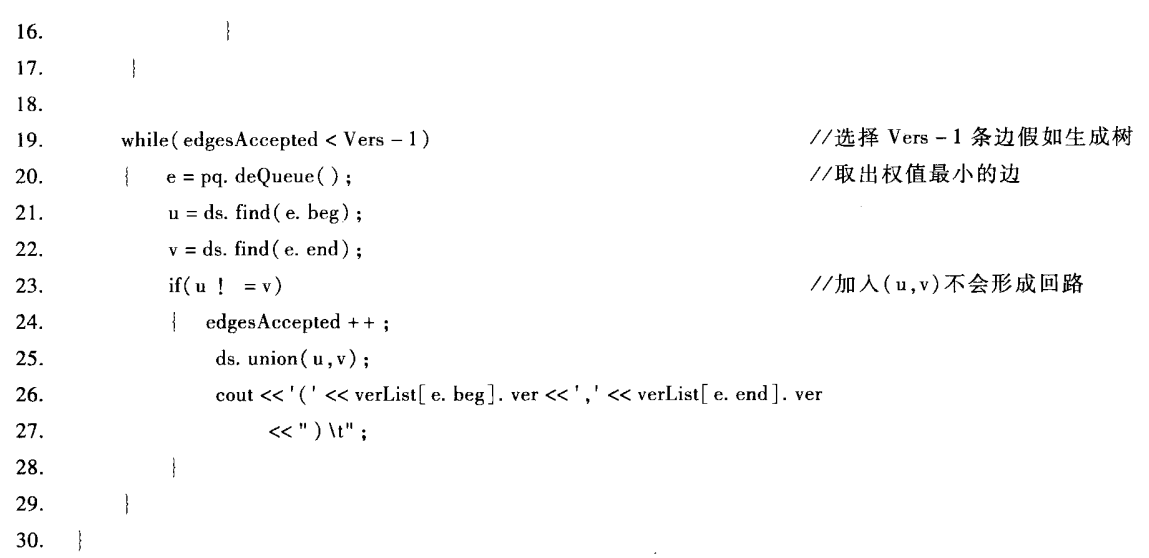 16. }
17. }
18.
19. while( edgesAccepted < Vers - 1) //选择 Vers - 1 条边假如生成树
20. { e = pq. deQueue( ); //取出权值最小的边
21. u = ds. find( e. beg);
22. v = ds. find( e. end);
23. if( u ! = v) //加入( u,v)不会形成回路
24. { edgesAccepted ++ ;
25. ds. union( u,v);
26. cout << '( ' << verList[ e. beg]. ver << ',' << verList[ e. end]. ver
27. << " ) \t" ;
28. }
29. }
30. }